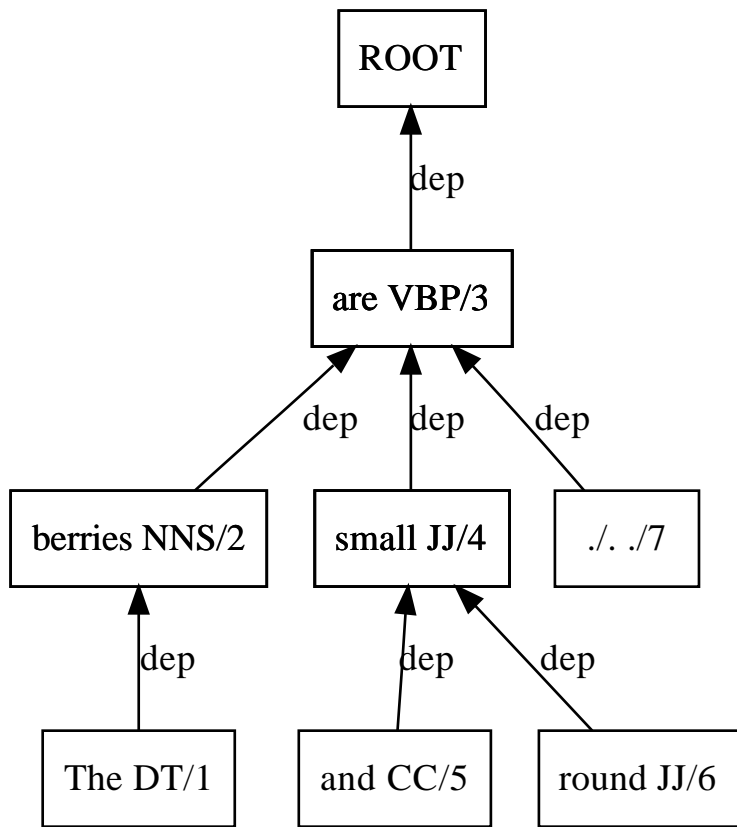 ROOT
dep
are VBP/3
dep dep dep
berries NNS/2 small JJ/4 ./. ./7
dep dep dep
The DT/1 and CC/5 round JJ/6